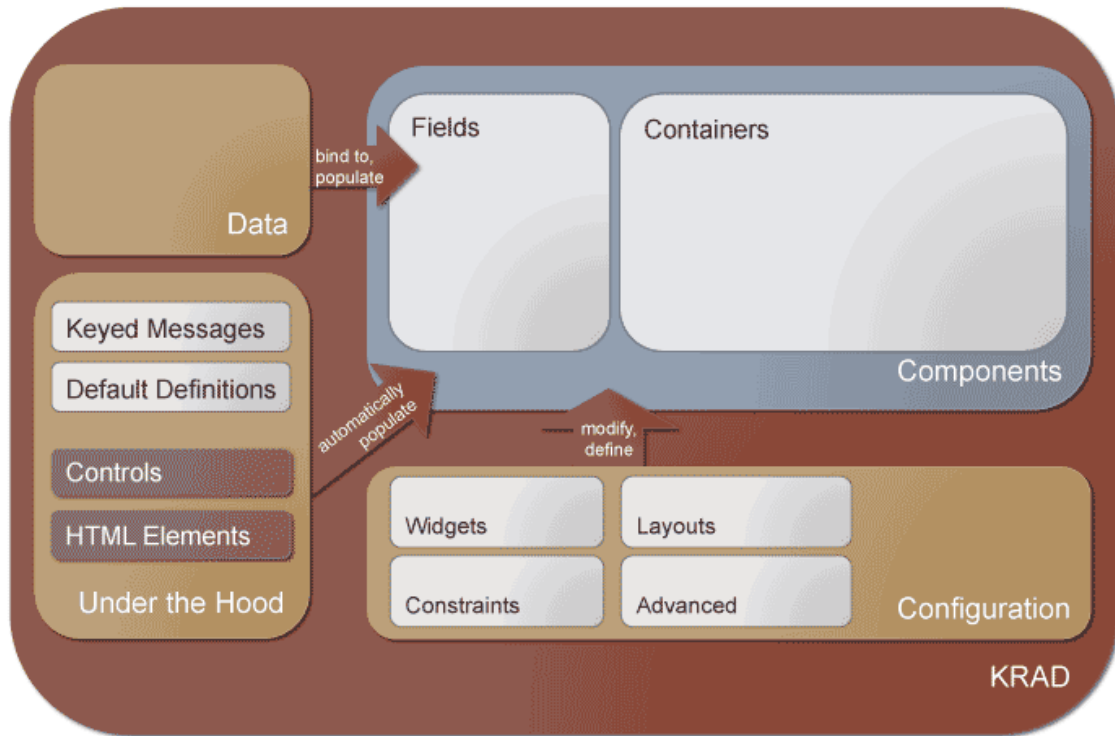 Data
bind to,
populate
Fields
Containers
Components
Keyed Messages
Default Definitions
Controls
HTML Elements
Under the Hood
automatically
populate
modify,
define
Widgets
Layouts
Constraints
Advanced
Configuration
KRAD